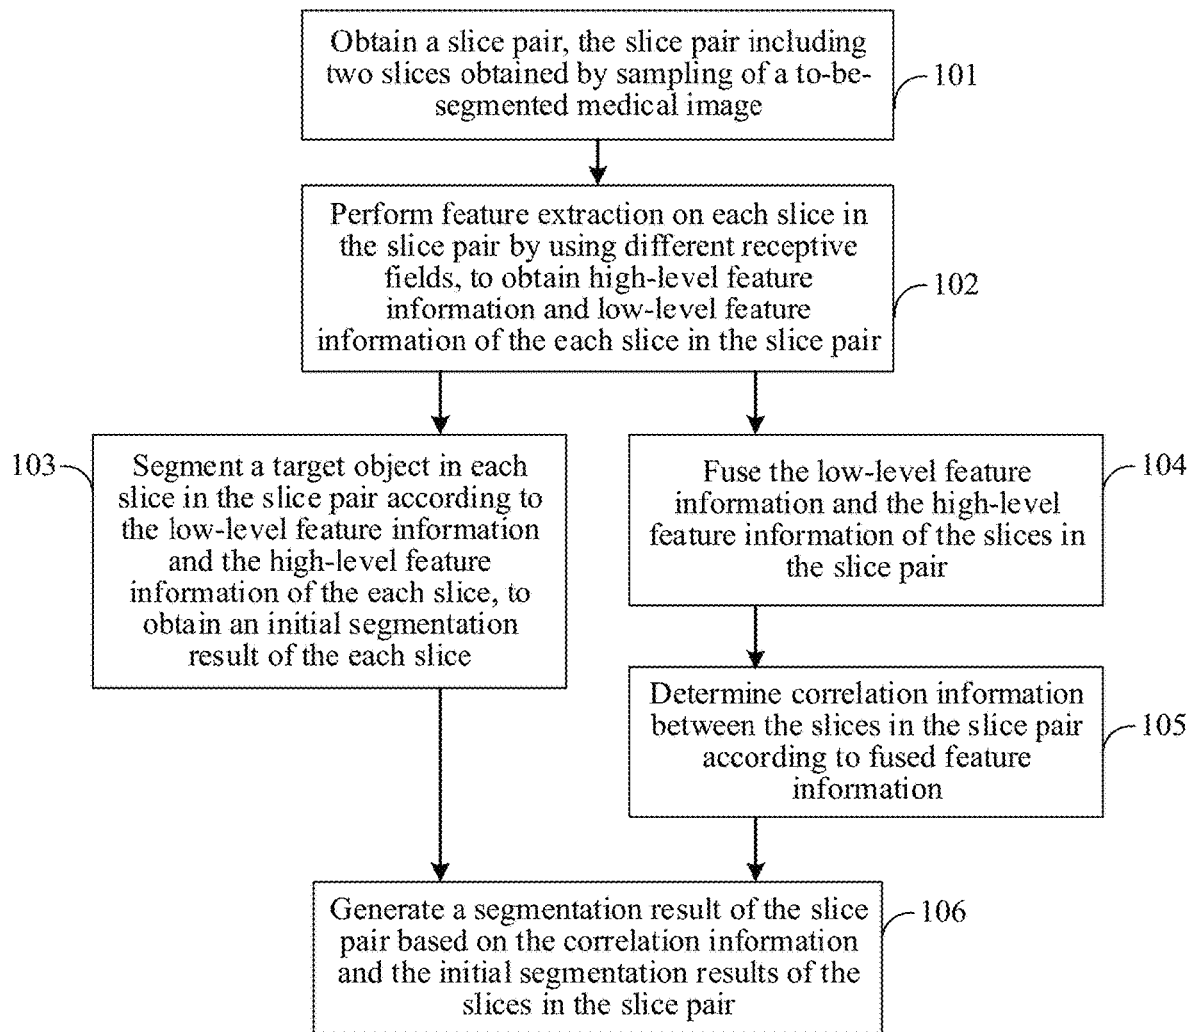 Obtain a slice pair, the slice pair including
two slices obtained by sampling of a to-be-
segmented medical image
101
Perform feature extraction on each slice in
the slice pair by using different receptive
fields, to obtain high-level feature
information and low-level feature
information of the each slice in the slice pair
102
103
Segment a target object in each
slice in the slice pair according to
the low-level feature information
and the high-level feature
information of the each slice, to
obtain an initial segmentation
result of the each slice
Fuse the low-level feature
information and the high-level
feature information of the slices in
the slice pair
104
Determine correlation information
between the slices in the slice pair
according to fused feature
information
105
Generate a segmentation result of the slice
pair based on the correlation information
and the initial segmentation results of the
slices in the slice pair
106